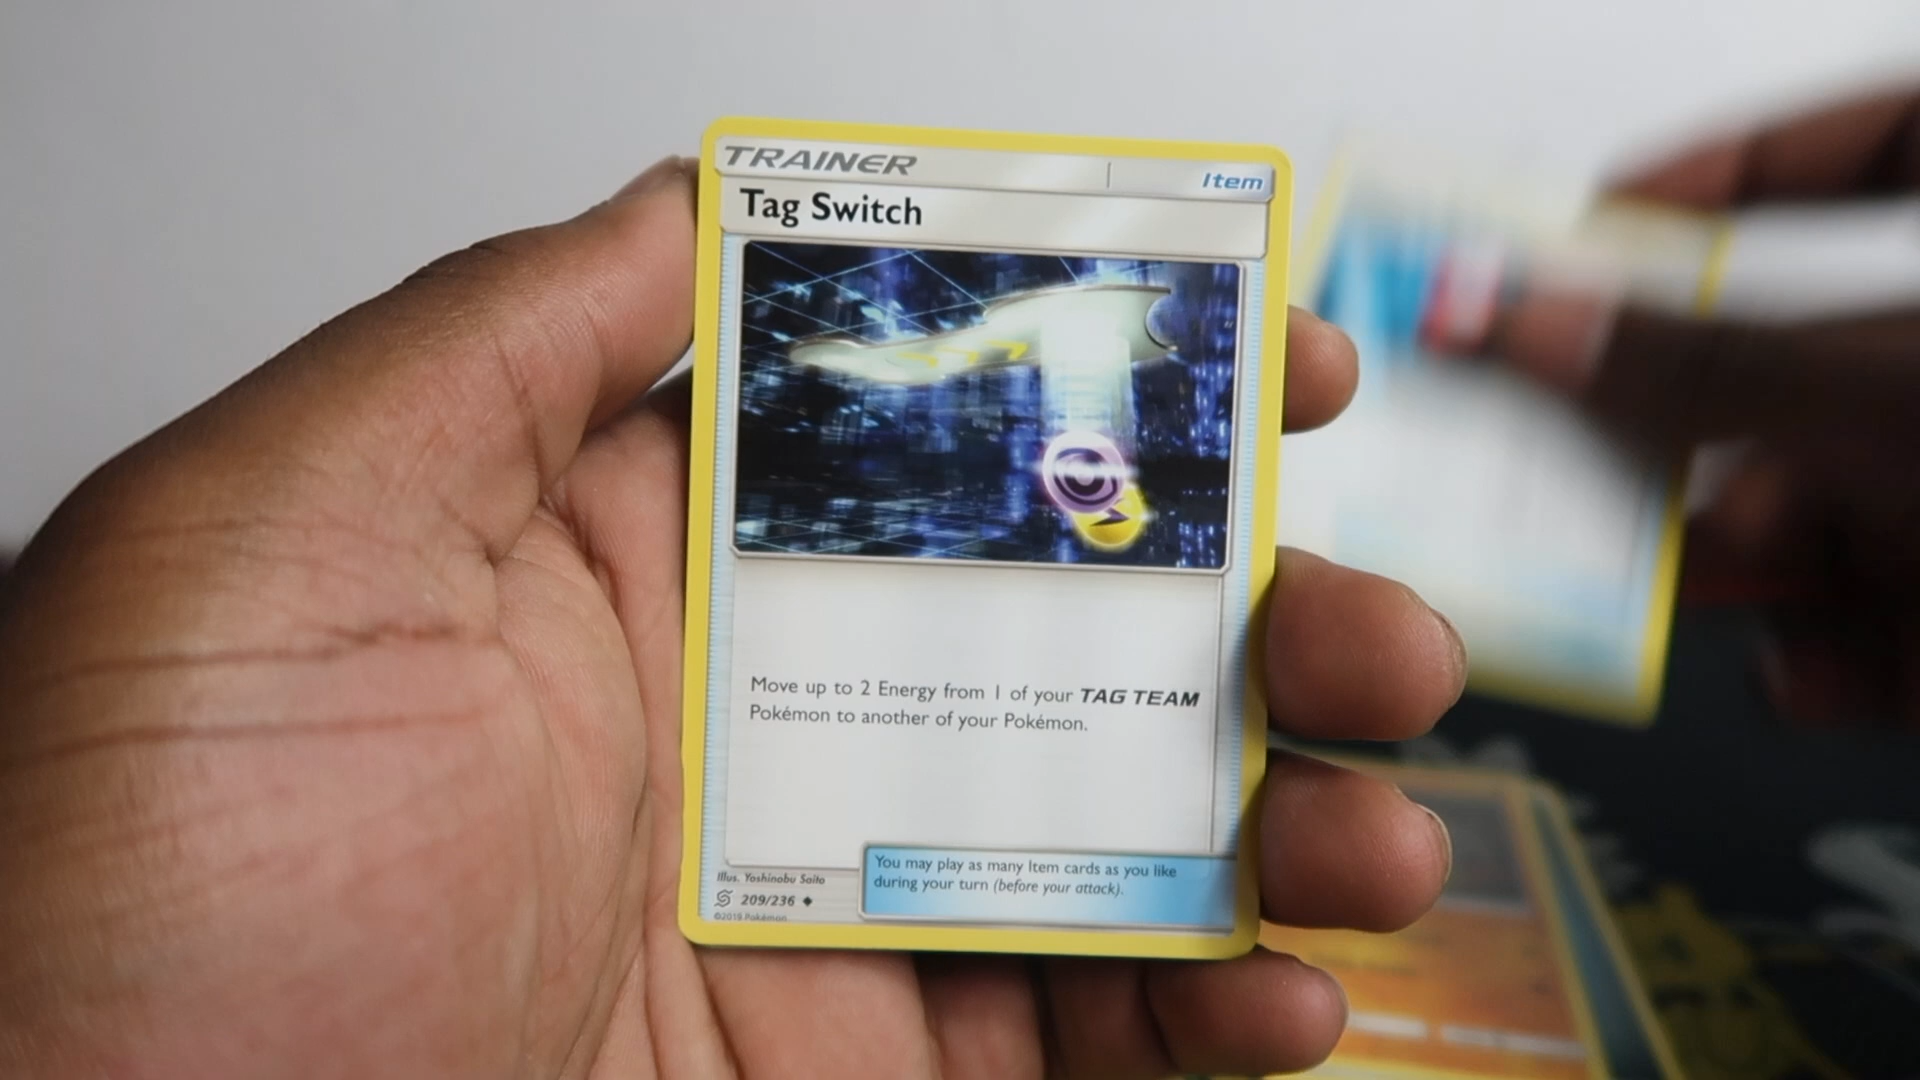 TRAINER
Item
Tag Switch
Move up to 2 Energy from 1 of your TAG TEAM
Pokémon to another of your Pokémon.
You may play as many Item cards as you like
during your turn (before your attack).
Illus. Yoshinobu Saito
209/236
©2019 Pokémon